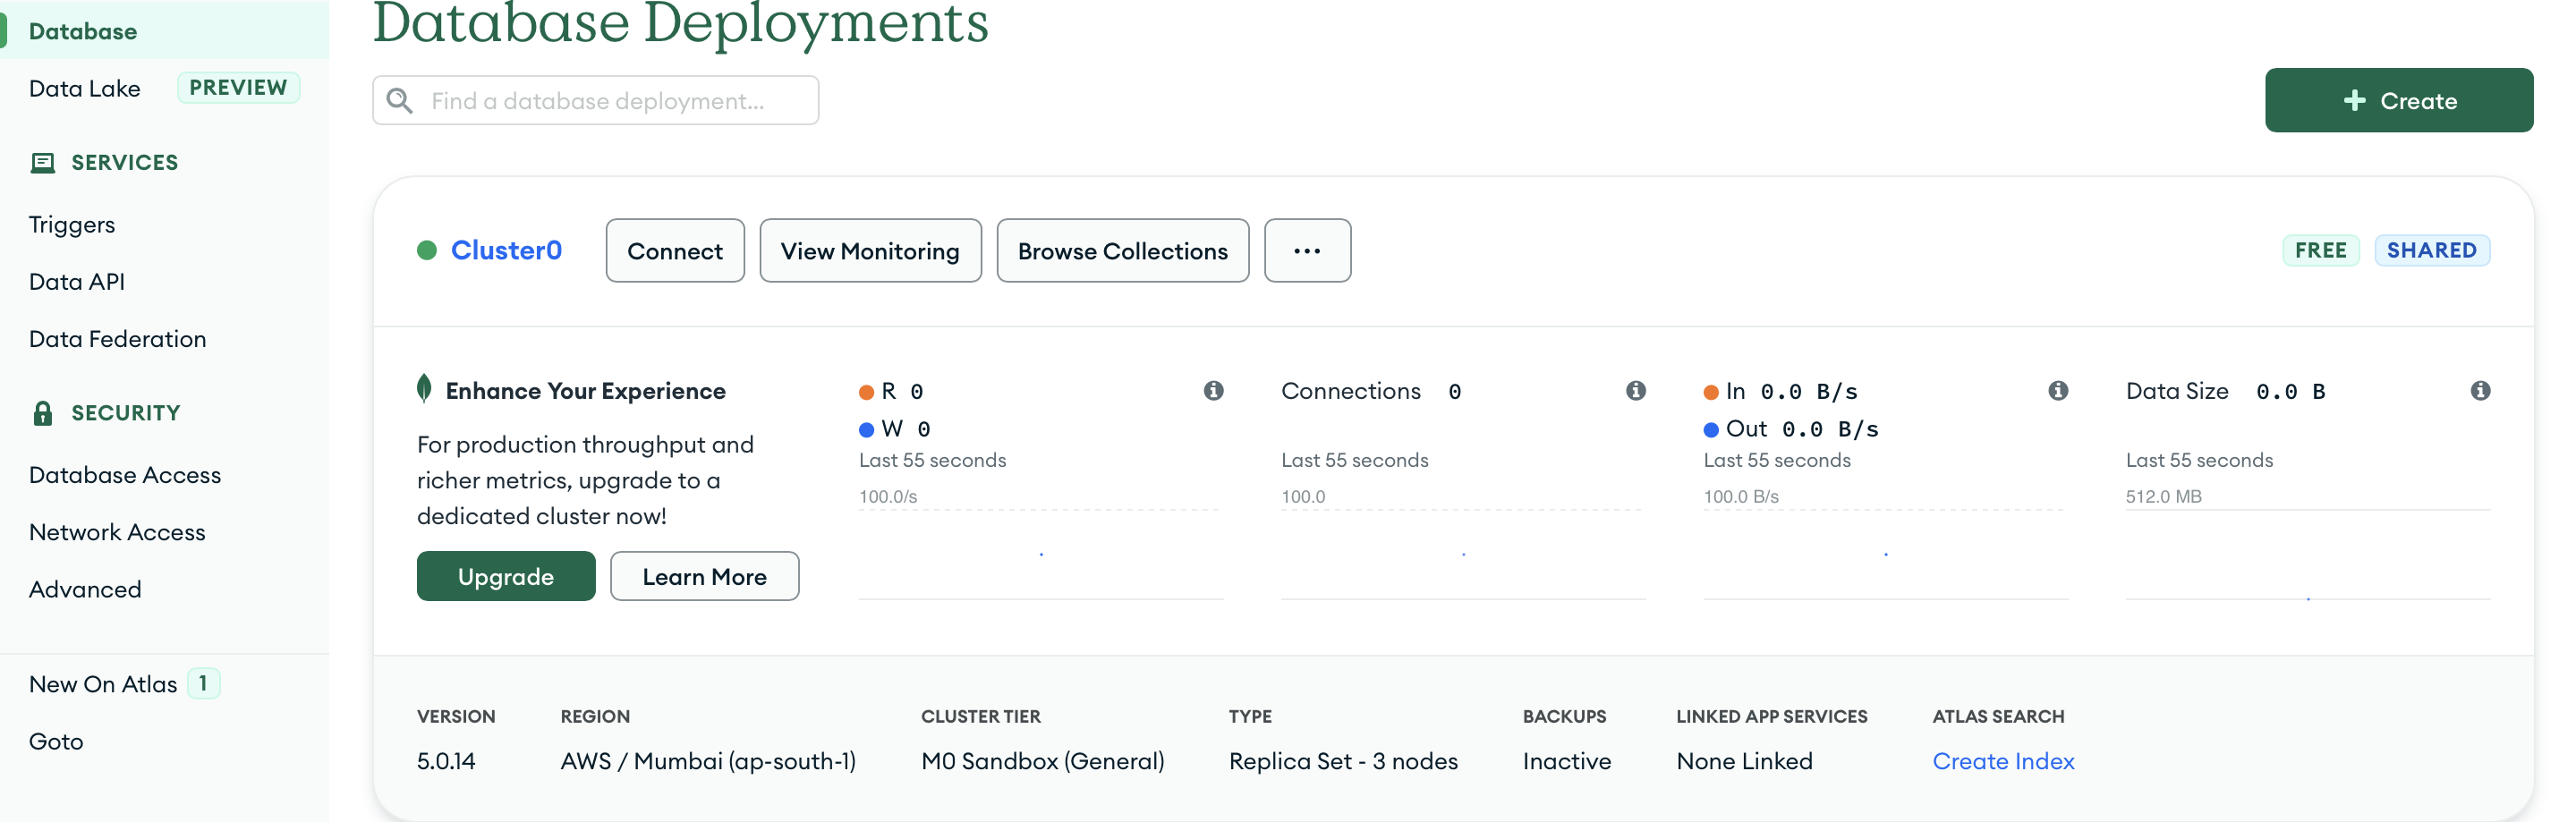 Database
Data Lake PREVIEW
SERVICES
Triggers
Data API
Data Federation
SECURITY
Database Access
Network Access
Advanced
New On Atlas 1
Goto
Database Deployments
Find a database deployment...
+ Create
Cluster0 Connect View Monitoring Browse Collections ... FREE SHARED
Enhance Your Experience
For production throughput and
richer metrics, upgrade to a
dedicated cluster now!
Upgrade Learn More
R 0
W 0
Last 55 seconds
100.0/s
Connections 0
Last 55 seconds
100.0
In 0.0 B/s
Out 0.0 B/s
Last 55 seconds
100.0 B/s
Data Size 0.0 B
Last 55 seconds
512.0 MB
VERSION REGION CLUSTER TIER TYPE BACKUPS LINKED APP SERVICES ATLAS SEARCH
5.0.14 AWS / Mumbai (ap-south-1) M0 Sandbox (General) Replica Set - 3 nodes Inactive None Linked Create Index